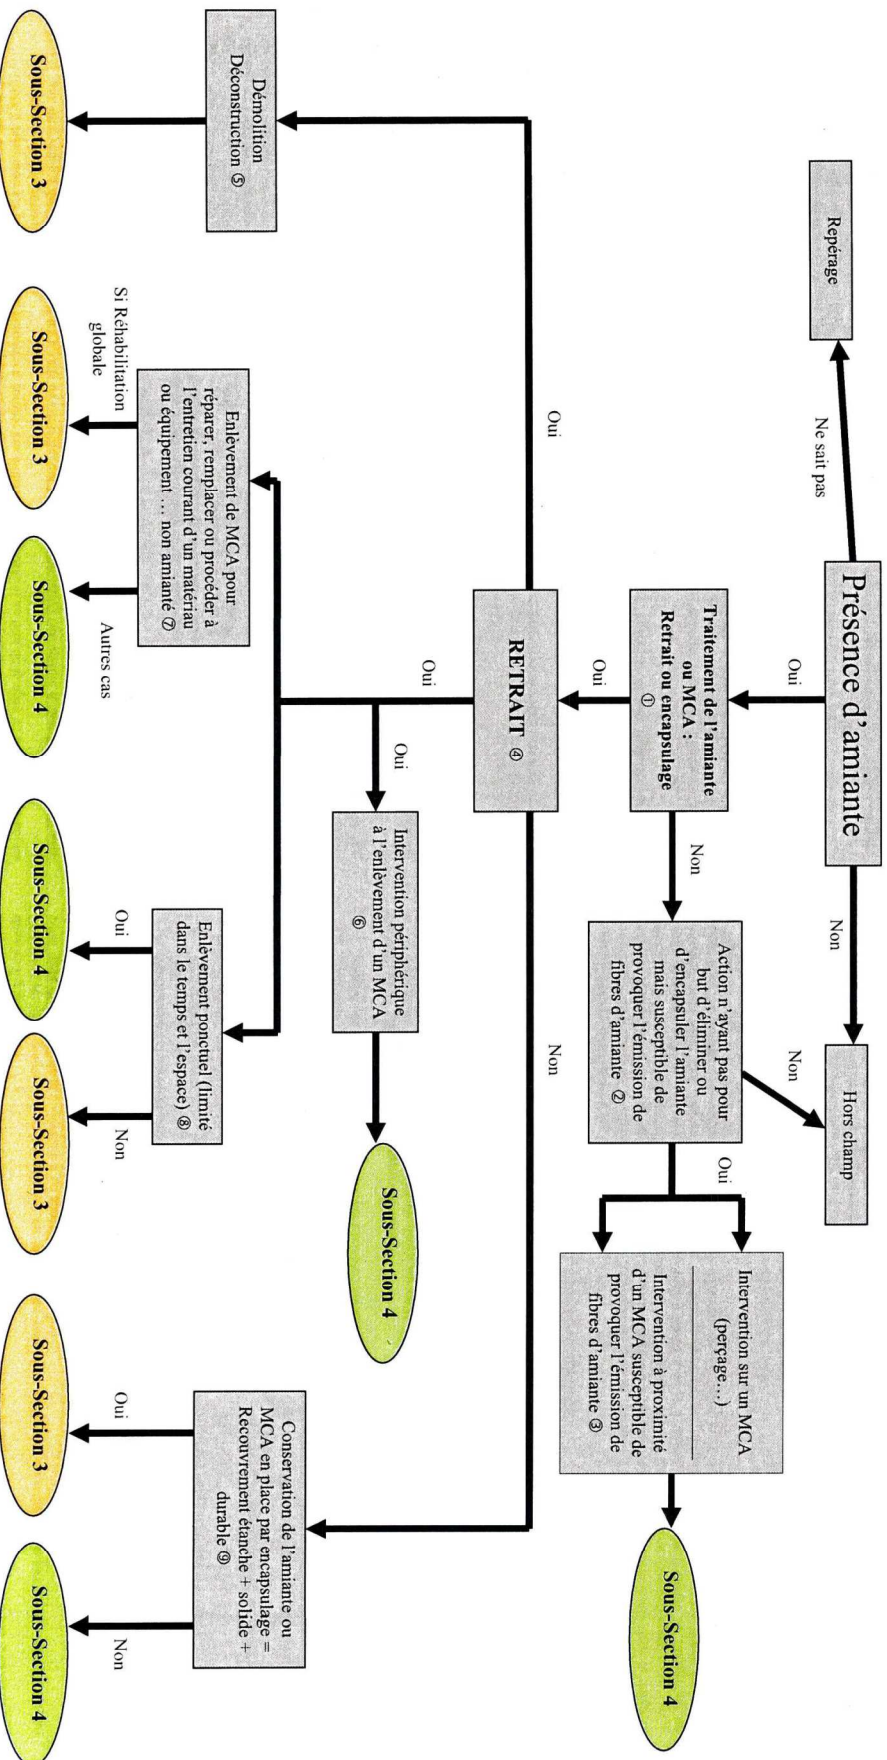 Présence d'amiante
Ne sait pas
Repérage
Non
Hors champ
Oui
Traitement de l'amiante
ou MCA :
Retrait ou encapsulage
①
Non
Action n'ayant pas pour
but d'éliminer ou
d'encapsuler l'amiante
mais susceptible de
provoquer l'émission de
fibres d'amiante ②
Non
Oui
Intervention sur un MCA
(perçage…)
Intervention à proximité
d'un MCA susceptible de
provoquer l'émission de
fibres d'amiante ③
Sous-Section 4
Oui
RETRAIT ④
Oui
Non
Démolition
Déconstruction ⑤
Sous-Section 3
Oui
Oui
Intervention périphérique
à l'enlèvement d'un MCA
⑥
Sous-Section 4
Enlèvement de MCA pour
réparer, remplacer ou procéder à
l'entretien courant d'un matériau
ou équipement … non amianté ⑦
Si Réhabilitation
globale
Autres cas
Sous-Section 3
Sous-Section 4
Enlèvement ponctuel (limité
dans le temps et l'espace) ⑧
Oui
Non
Sous-Section 4
Sous-Section 3
Conservation de l'amiante ou
MCA en place par encapsulage =
Recouvrement étanche + solide +
durable ⑨
Oui
Non
Sous-Section 3
Sous-Section 4